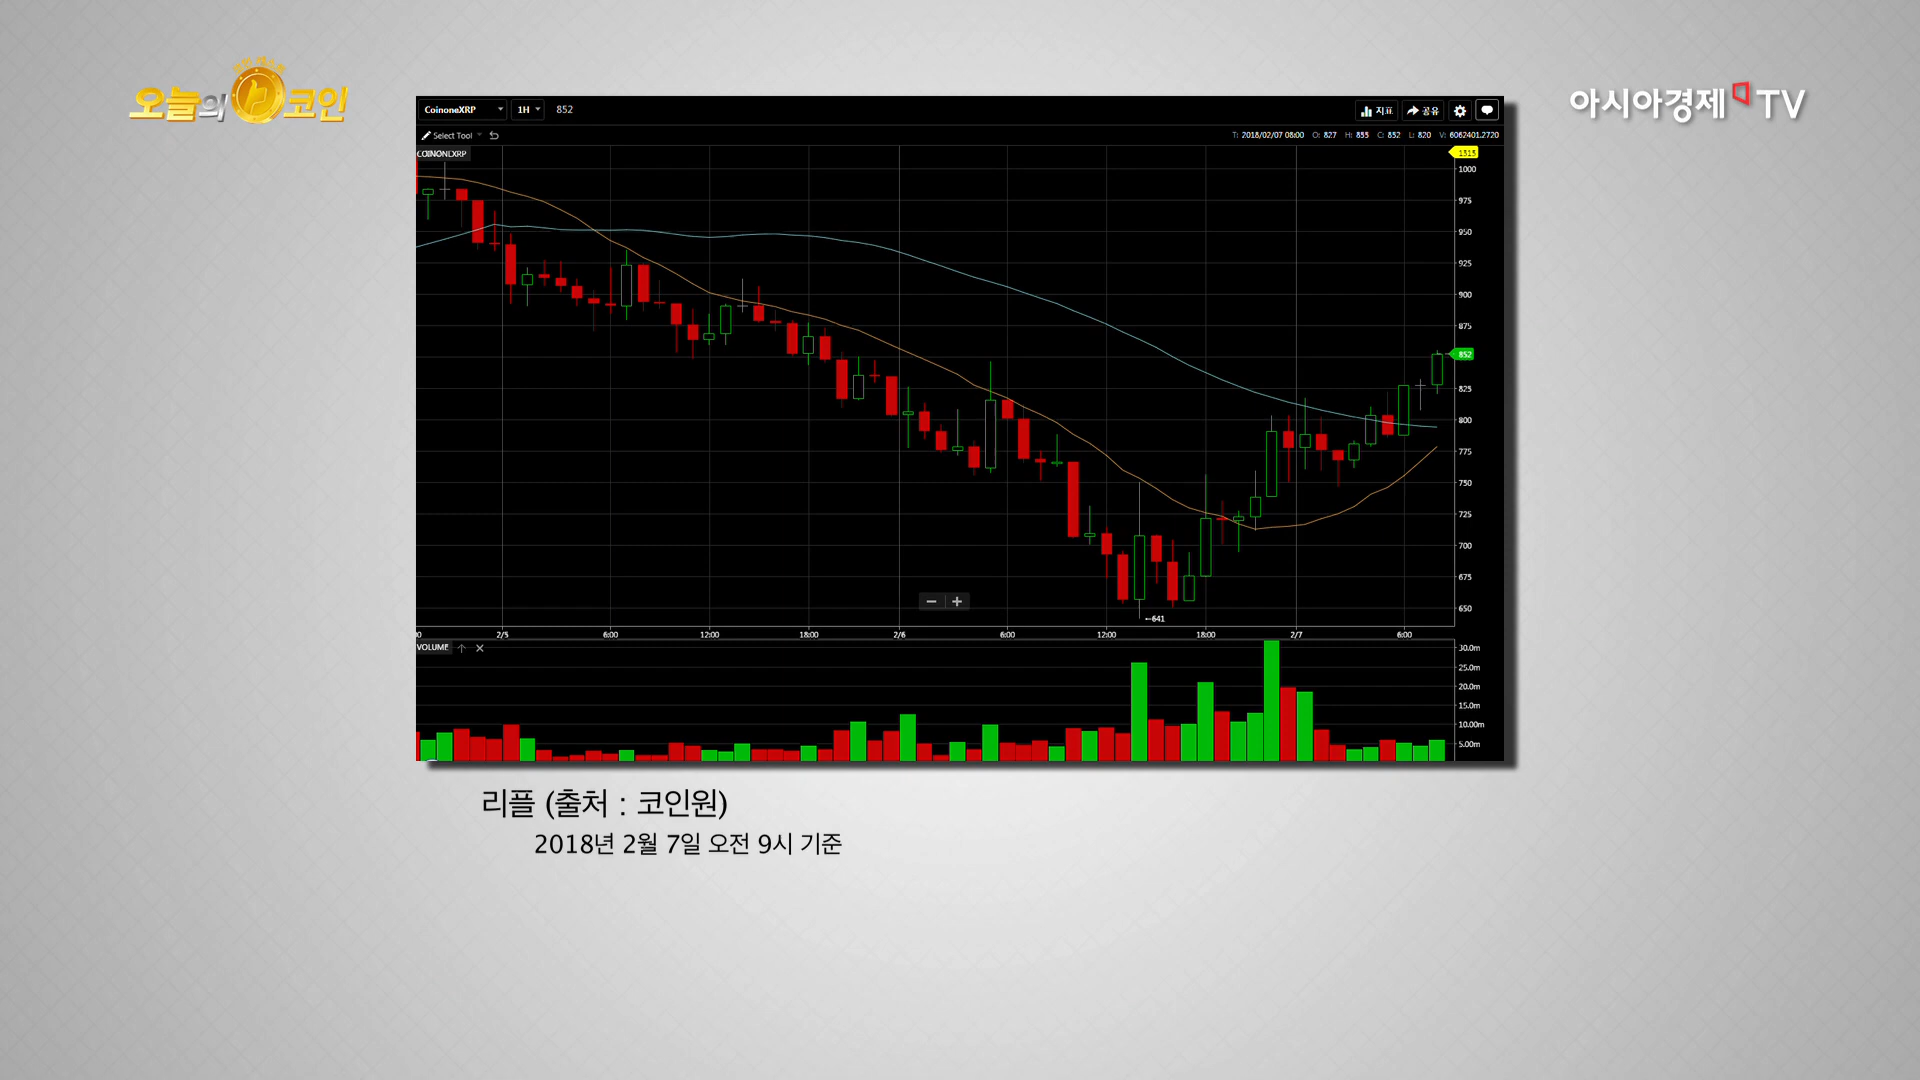 오늘의 코인
아시아경제TV
CoinoneXRP 1H 852 지표 공유
Select Tool T: 2018/02/07 08:00 O: 827 H: 855 C: 852 L: 820 V: 6062401.2720
COINONEXRP
1313
1000
975
950
925
900
875
852
825
800
775
750
725
700
675
650
←641
2/5 6:00 12:00 18:00 2/6 6:00 12:00 18:00 2/7 6:00
VOLUME
30.0m
25.0m
20.0m
15.0m
10.00m
5.00m
리플 (출처 : 코인원)
2018년 2월 7일 오전 9시 기준